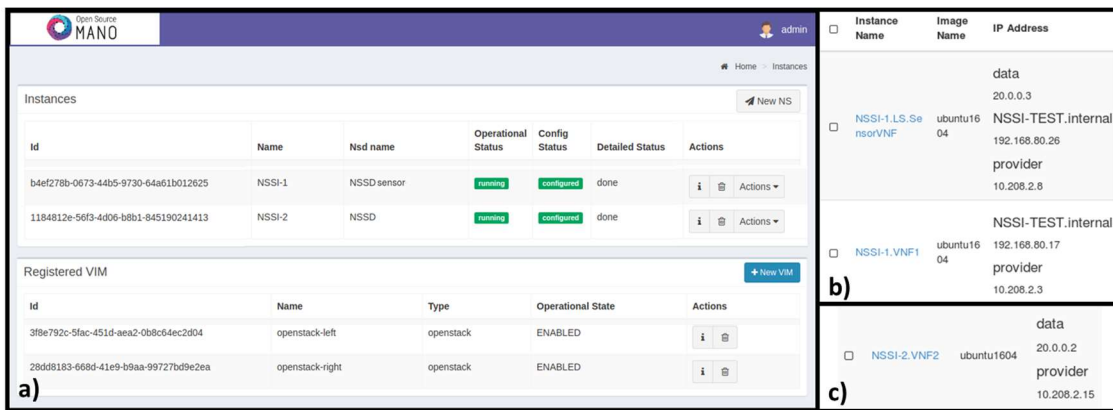 Open Source
MANO
admin
Home > Instances
Instances
New NS
Id Name Nsd name Operational Status Config Status Detailed Status Actions
b4ef278b-0673-44b5-9730-64a61b012625 NSSI-1 NSSD sensor running configured done i Actions
1184812e-56f3-4d06-b8b1-845190241413 NSSI-2 NSSD running configured done i Actions
Registered VIM
+ New VIM
Id Name Type Operational State Actions
3f8e792c-5fac-451d-aea2-0b8c64ec2d04 openstack-left openstack ENABLED i
28dd8183-668d-41e9-b9aa-99727bd9e2ea openstack-right openstack ENABLED i
a)
Instance Name Image Name IP Address
NSSI-1.LS.Se
nsorVNF
ubuntu16
04
data
20.0.0.3
NSSI-TEST.internal
192.168.80.26
provider
10.208.2.8
NSSI-1.VNF1
ubuntu16
04
NSSI-TEST.internal
192.168.80.17
provider
10.208.2.3
b)
NSSI-2.VNF2
ubuntu1604
data
20.0.0.2
provider
10.208.2.15
c)